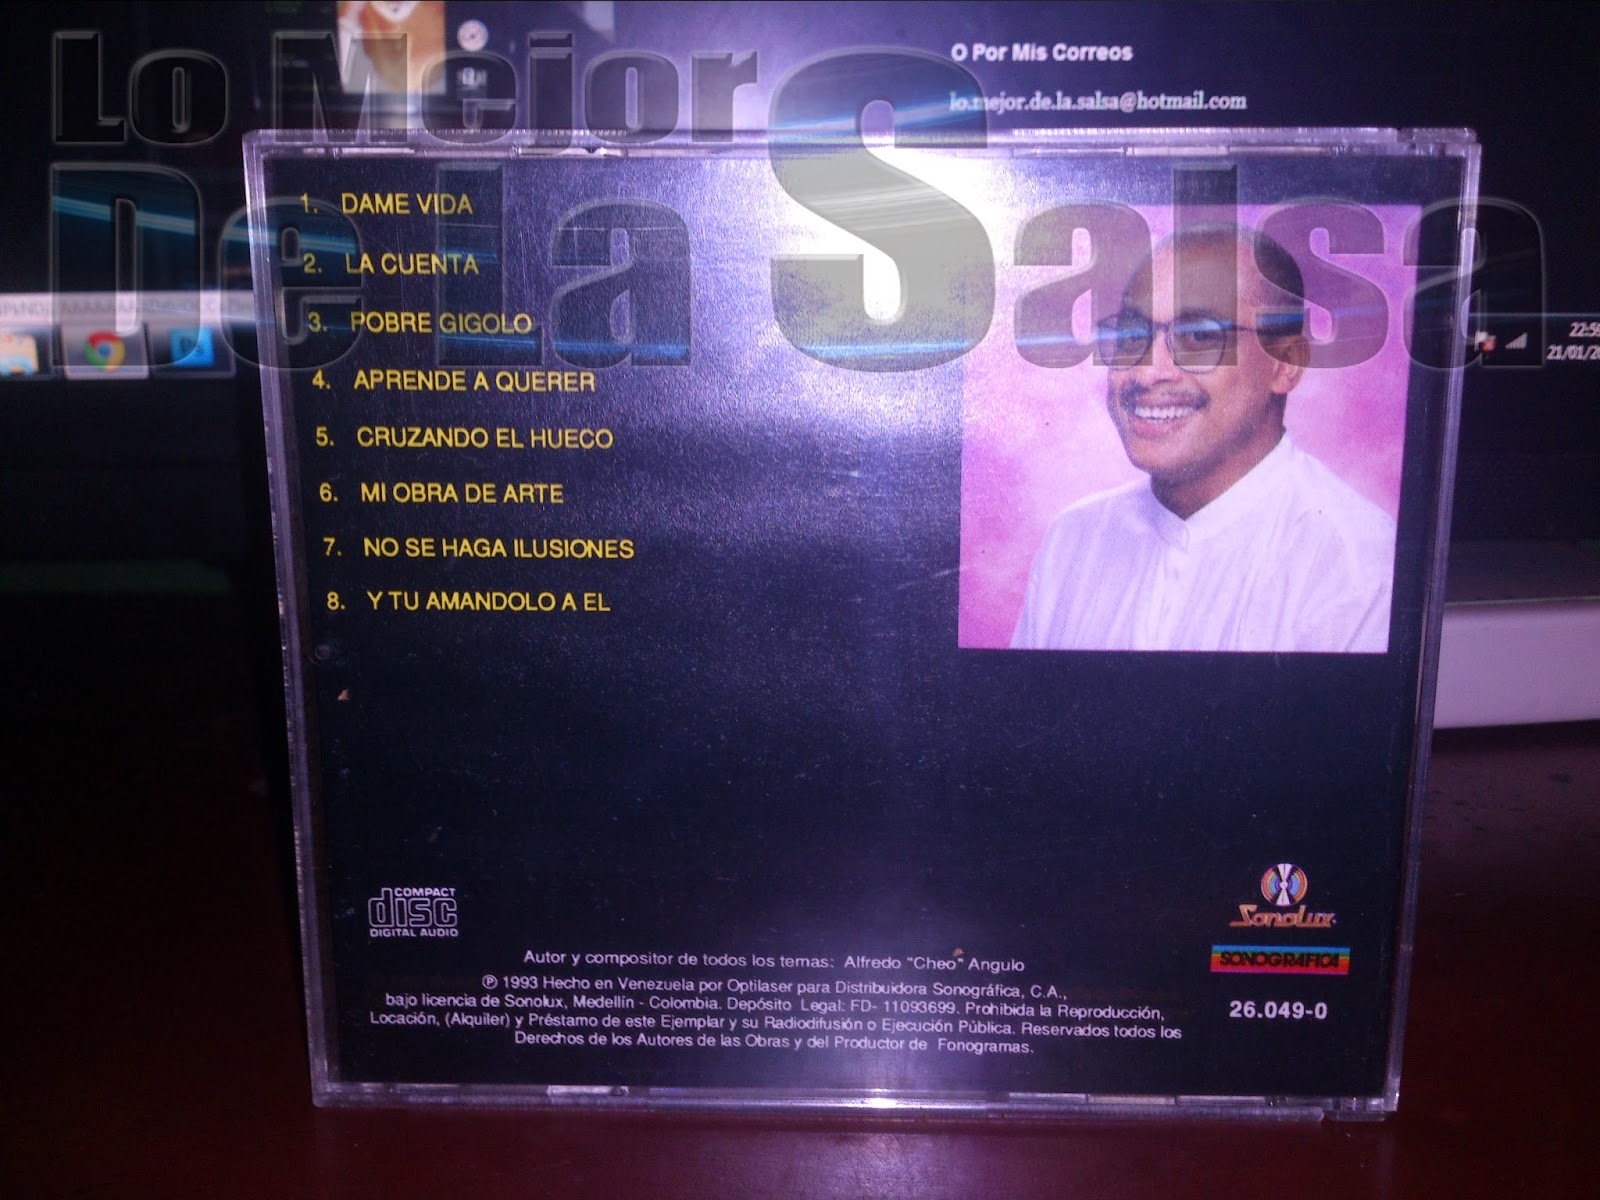 Lo Mejor
De La Salsa
O Por Mis Correos
lo.mejor.de.la.salsa@hotmail.com
1. DAME VIDA
2. LA CUENTA
3. POBRE GIGOLO
4. APRENDE A QUERER
5. CRUZANDO EL HUECO
6. MI OBRA DE ARTE
7. NO SE HAGA ILUSIONES
8. Y TU AMANDOLO A EL
22:59
21/01/20
COMPACT
disc
DIGITAL AUDIO
SonoLux
SONOGRAFICA
26.049-0
Autor y compositor de todos los temas: Alfredo "Cheo" Angulo
℗ 1993 Hecho en Venezuela por Optilaser para Distribuidora Sonográfica, C.A.,
bajo licencia de Sonolux, Medellín - Colombia. Depósito Legal: FD- 11093699. Prohibida la Reproducción,
Locación, (Alquiler) y Préstamo de este Ejemplar y su Radiodifusión o Ejecución Pública. Reservados todos los
Derechos de los Autores de las Obras y del Productor de Fonogramas.